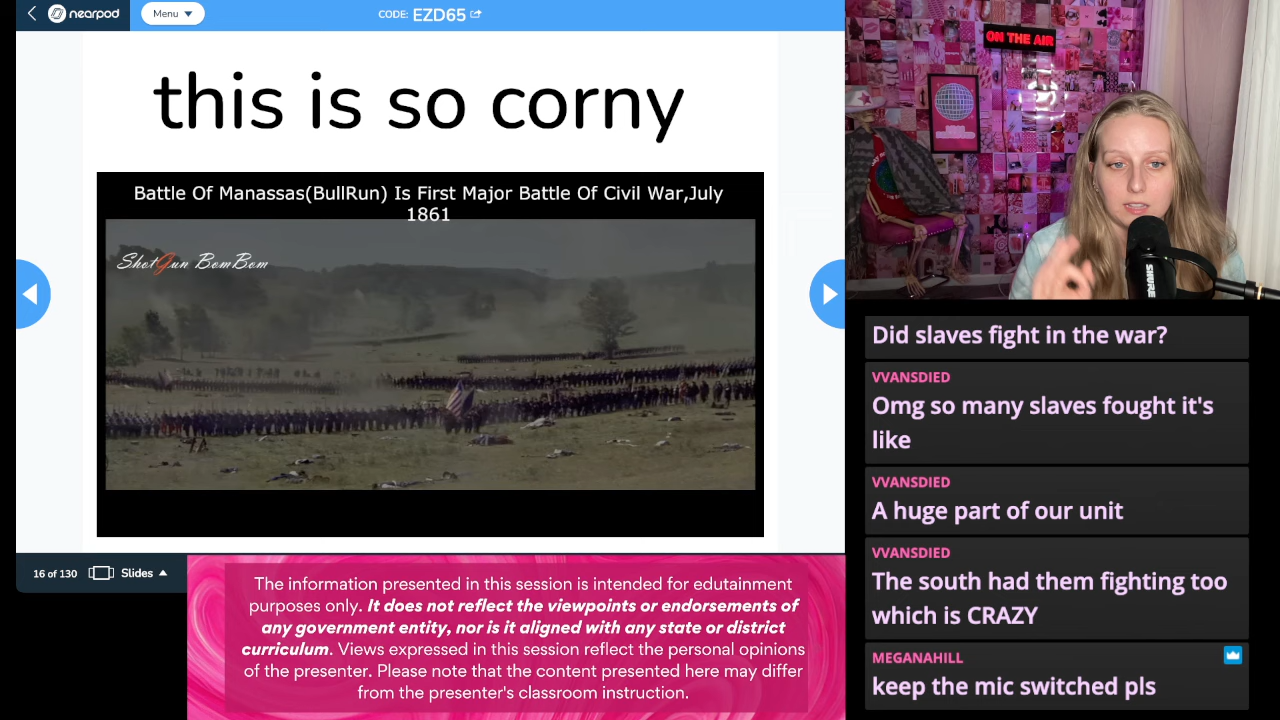 nearpod
Menu
CODE: EZD65
this is so corny
Battle Of Manassas(BullRun) Is First Major Battle Of Civil War,July
1861
ShotGun BomBom
16 of 130
Slides
The information presented in this session is intended for edutainment
purposes only. It does not reflect the viewpoints or endorsements of
any government entity, nor is it aligned with any state or district
curriculum. Views expressed in this session reflect the personal opinions
of the presenter. Please note that the content presented here may differ
from the presenter's classroom instruction.
ON THE AIR
SHURE
Did slaves fight in the war?
VVANSDIED
Omg so many slaves fought it's
like
VVANSDIED
A huge part of our unit
VVANSDIED
The south had them fighting too
which is CRAZY
MEGANAHILL
keep the mic switched pls